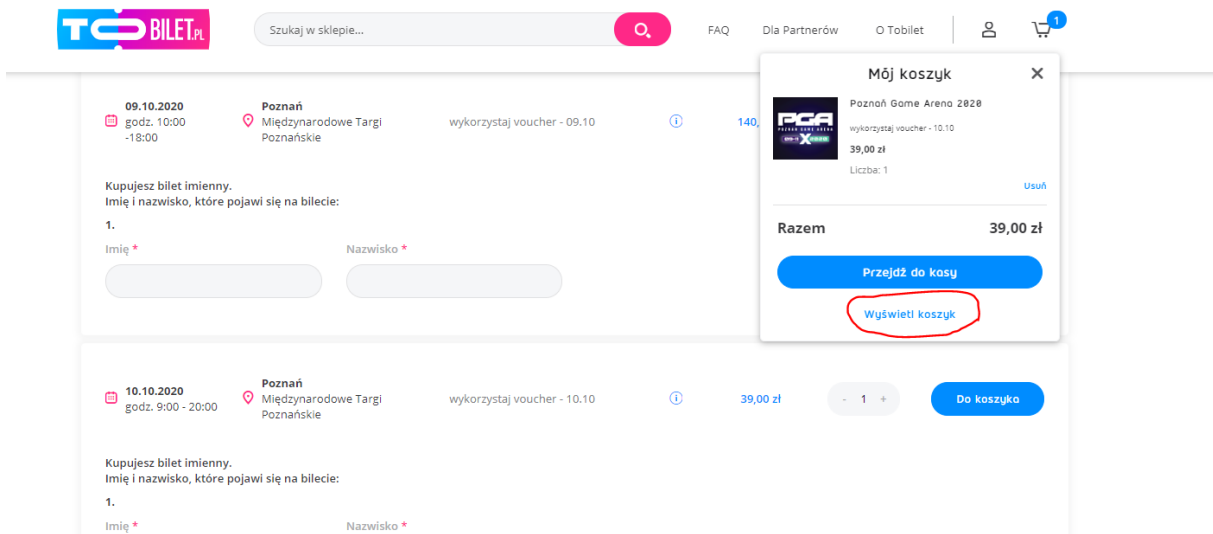 TOBILET.PL
Szukaj w sklepie...
FAQ
Dla Partnerów
O Tobilet
1
09.10.2020
godz. 10:00
-18:00
Poznań
Międzynarodowe Targi
Poznańskie
wykorzystaj voucher - 09.10
140,
Kupujesz bilet imienny.
Imię i nazwisko, które pojawi się na bilecie:
1.
Imię *
Nazwisko *
Mój koszyk
PGA
POZNAŃ GAME ARENA
Poznań Game Arena 2020
wykorzystaj voucher - 10.10
39,00 zł
Liczba: 1
Usuń
Razem
39,00 zł
Przejdź do kasy
Wyświetl koszyk
10.10.2020
godz. 9:00 - 20:00
Poznań
Międzynarodowe Targi
Poznańskie
wykorzystaj voucher - 10.10
39,00 zł
- 1 +
Do koszyka
Kupujesz bilet imienny.
Imię i nazwisko, które pojawi się na bilecie:
1.
Imię *
Nazwisko *